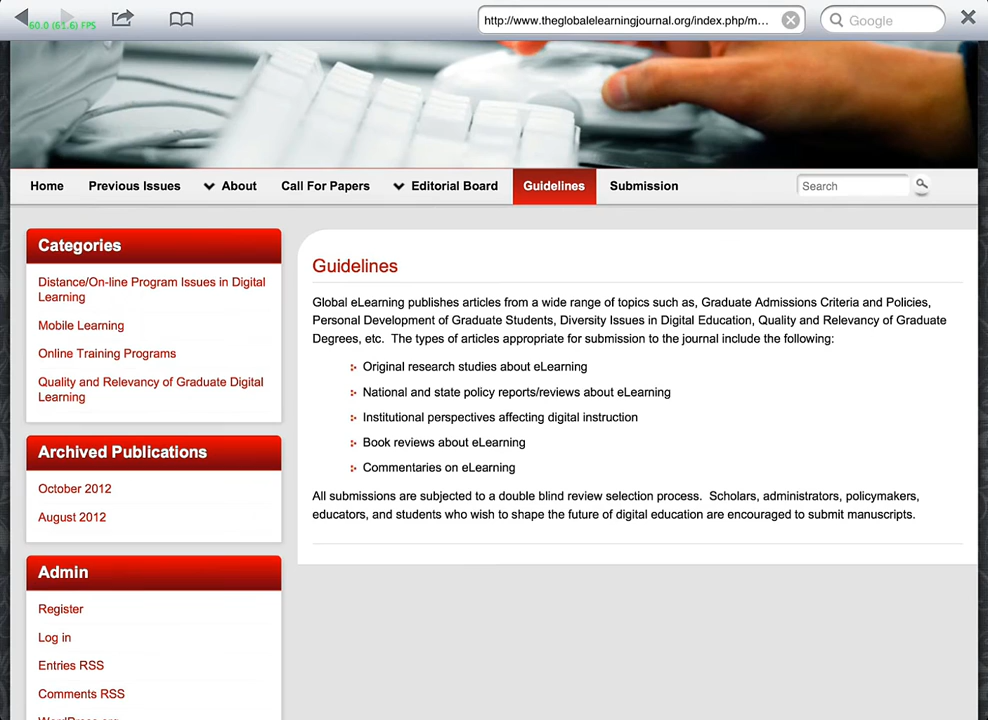 60.0 (61.6) FPS
http://www.theglobalelearningjournal.org/index.php/m...
Google
Home
Previous Issues
About
Call For Papers
Editorial Board
Guidelines
Submission
Search
Categories
Distance/On-line Program Issues in Digital
Learning
Mobile Learning
Online Training Programs
Quality and Relevancy of Graduate Digital
Learning
Archived Publications
October 2012
August 2012
Admin
Register
Log in
Entries RSS
Comments RSS
WordPress.org
Guidelines
Global eLearning publishes articles from a wide range of topics such as, Graduate Admissions Criteria and Policies,
Personal Development of Graduate Students, Diversity Issues in Digital Education, Quality and Relevancy of Graduate
Degrees, etc.  The types of articles appropriate for submission to the journal include the following:
Original research studies about eLearning
National and state policy reports/reviews about eLearning
Institutional perspectives affecting digital instruction
Book reviews about eLearning
Commentaries on eLearning
All submissions are subjected to a double blind review selection process.  Scholars, administrators, policymakers,
educators, and students who wish to shape the future of digital education are encouraged to submit manuscripts.